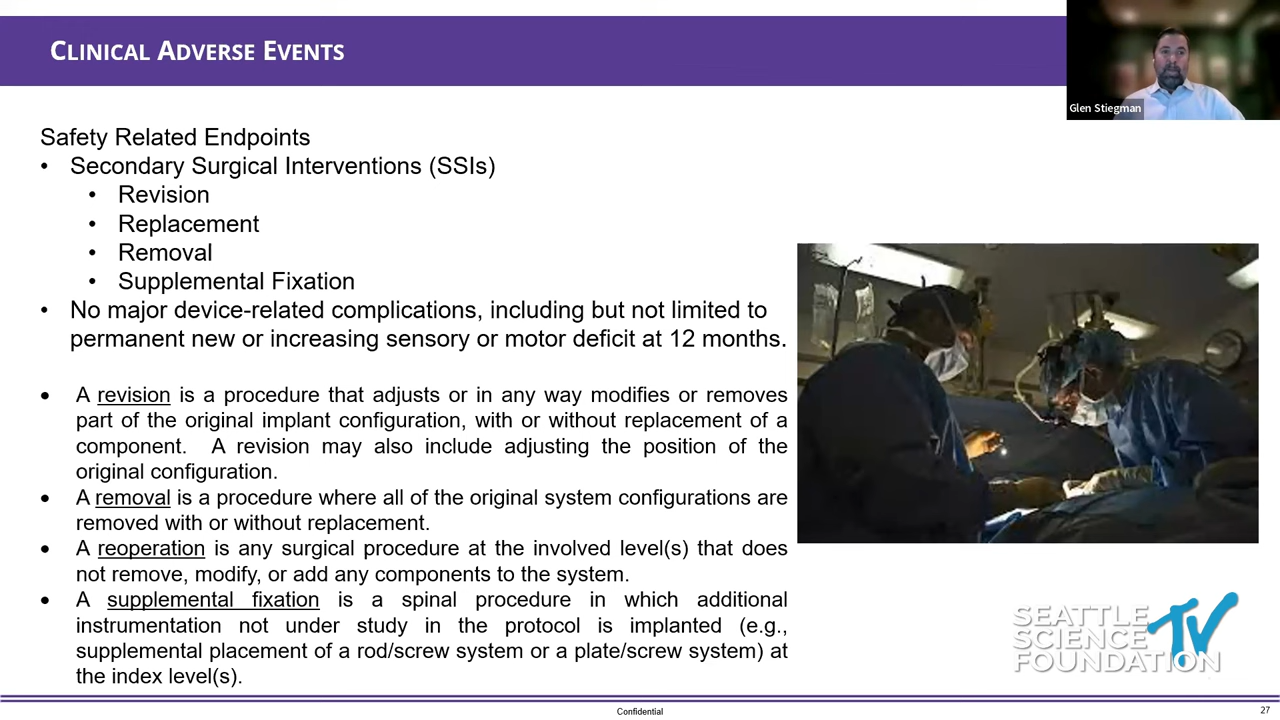 CLINICAL ADVERSE EVENTS
Glen Stiegman
Safety Related Endpoints
• Secondary Surgical Interventions (SSIs)
• Revision
• Replacement
• Removal
• Supplemental Fixation
• No major device-related complications, including but not limited to
permanent new or increasing sensory or motor deficit at 12 months.
• A revision is a procedure that adjusts or in any way modifies or removes
part of the original implant configuration, with or without replacement of a
component. A revision may also include adjusting the position of the
original configuration.
• A removal is a procedure where all of the original system configurations are
removed with or without replacement.
• A reoperation is any surgical procedure at the involved level(s) that does
not remove, modify, or add any components to the system.
• A supplemental fixation is a spinal procedure in which additional
instrumentation not under study in the protocol is implanted (e.g.,
supplemental placement of a rod/screw system or a plate/screw system) at
the index level(s).
SEATTLE
SCIENCE
FOUNDATION
TV
Confidential
27